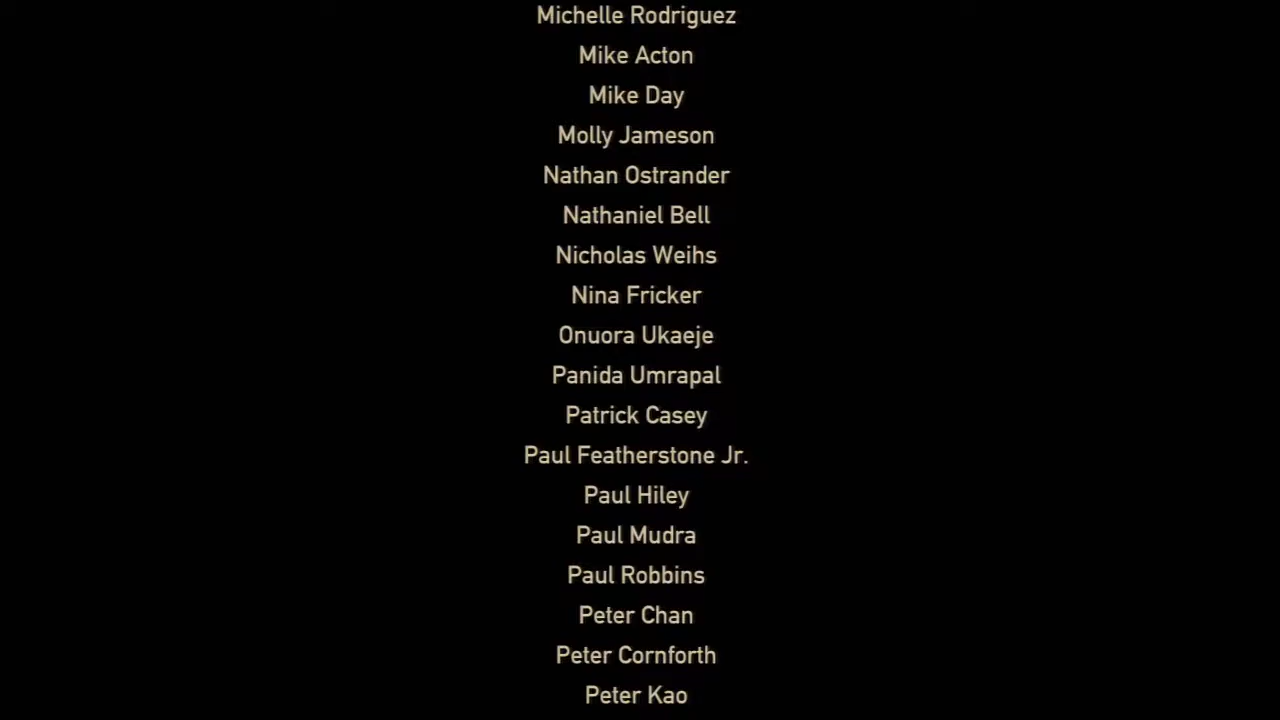 Michelle Rodriguez
Mike Acton
Mike Day
Molly Jameson
Nathan Ostrander
Nathaniel Bell
Nicholas Weihs
Nina Fricker
Onuora Ukaeje
Panida Umrapal
Patrick Casey
Paul Featherstone Jr.
Paul Hiley
Paul Mudra
Paul Robbins
Peter Chan
Peter Cornforth
Peter Kao